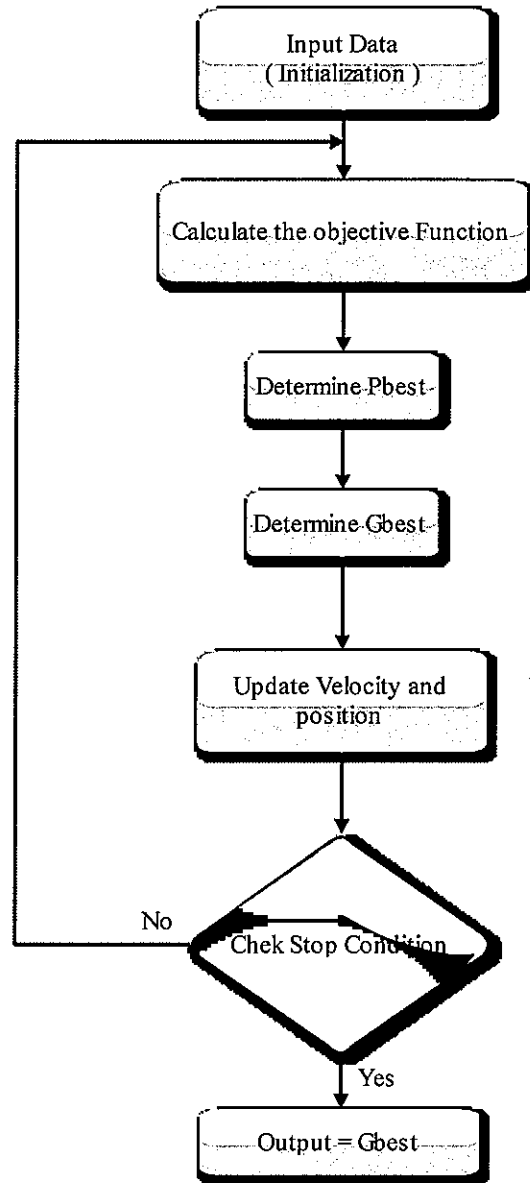 Input Data
( Initialization )
Calculate the objective Function
Determine Pbest
Determine Gbest
Update Velocity and
position
No
Chek Stop Condition
Yes
Output = Gbest